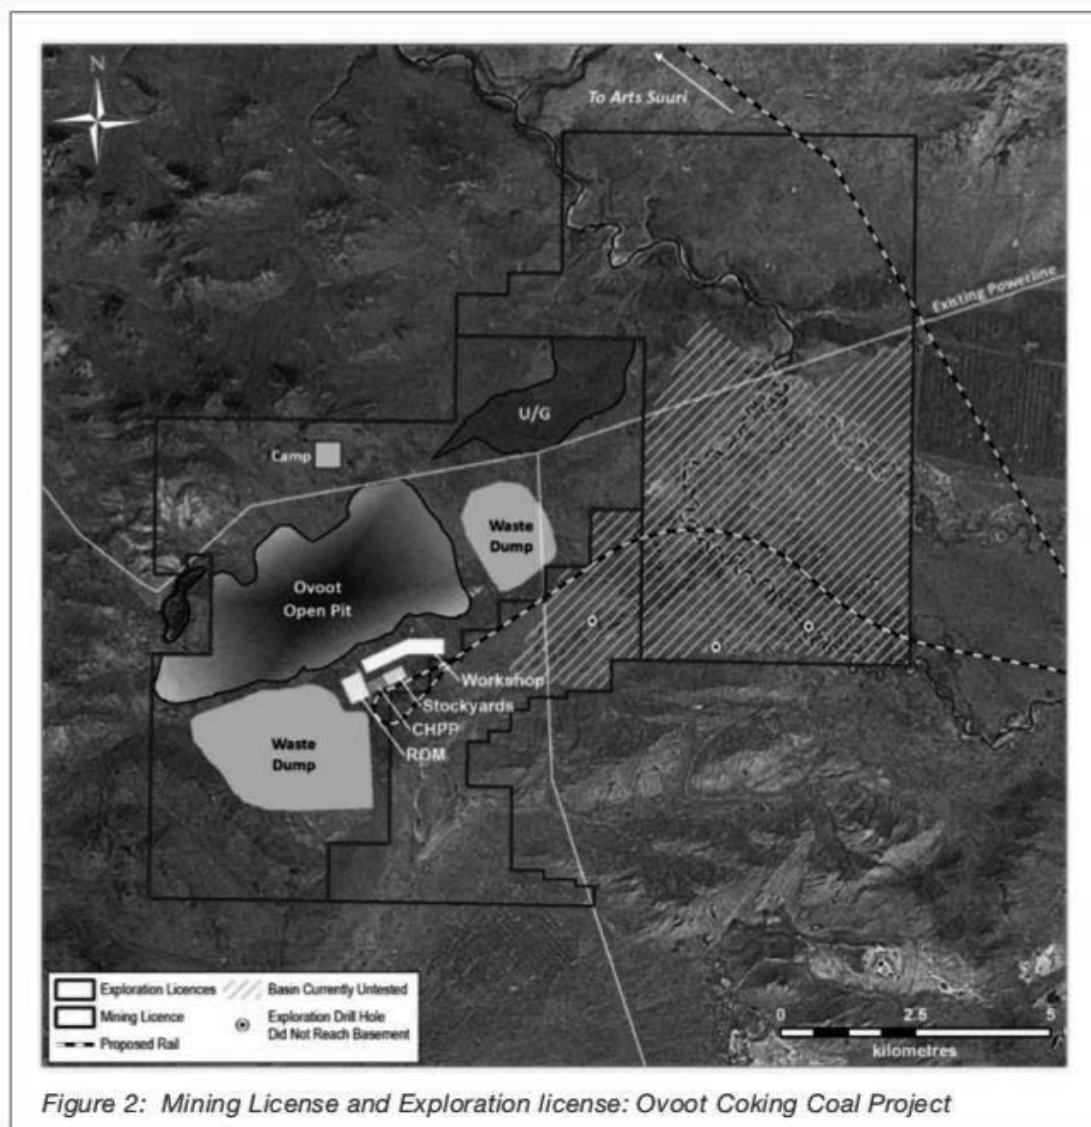 N
To Arts Suuri
Existing Powerline
U/G
Camp
Waste
Dump
Ovoot
Open Pit
Workshop
Stockyards
CHPP
ROM
Waste
Dump
Exploration Licences
Basin Currently Untested
Mining Licence
Exploration Drill Hole
Did Not Reach Basement
Proposed Rail
0 2.5 5
kilometres
Figure 2: Mining License and Exploration license: Ovoot Coking Coal Project